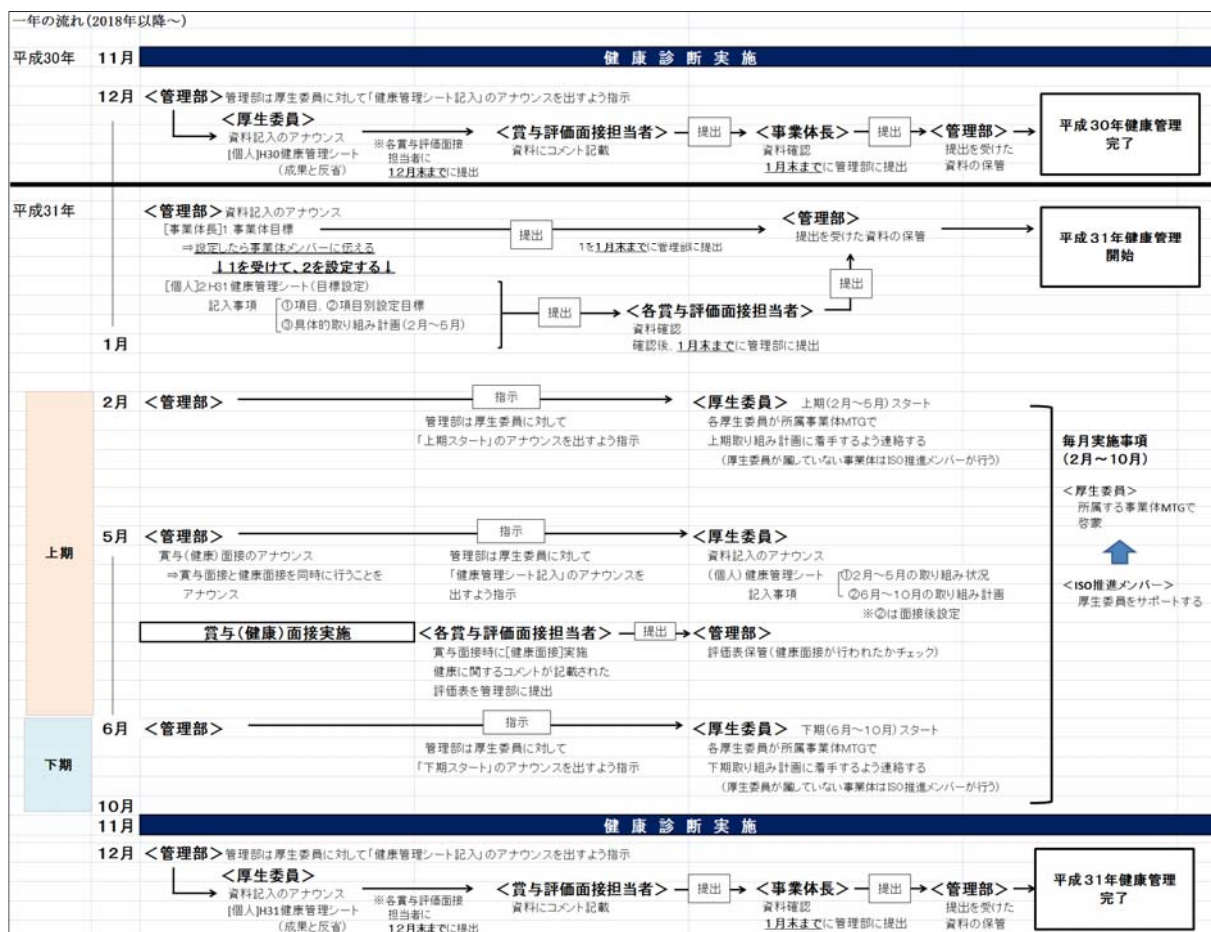 一年の流れ(2018年以降～)
平成30年 11月 健康診断実施
12月 <管理部>管理部は厚生委員に対して「健康管理シート記入」のアナウンスを出すよう指示
<厚生委員>
資料記入のアナウンス
[個人]H30健康管理シート
(成果と反省)
※各賞与評価面接
担当者に
12月末までに提出
<賞与評価面接担当者>
資料にコメント記載
提出
<事業体長>
資料確認
1月末までに管理部に提出
提出
<管理部>
提出を受けた
資料の保管
平成30年健康管理
完了
平成31年
<管理部>資料記入のアナウンス
[事業体長]1.事業体目標
⇒設定したら事業体メンバーに伝える
提出
1を1月末までに管理部に提出
<管理部>
提出を受けた資料の保管
平成31年健康管理
開始
↓1を受けて、2を設定する↓
[個人]2.H31健康管理シート(目標設定)
記入事項 ①項目、②項目別設定目標
③具体的取り組み計画(2月～5月)
提出
<各賞与評価面接担当者>
資料確認
確認後、1月末までに管理部に提出
提出
1月
上期
2月 <管理部>
指示
管理部は厚生委員に対して
「上期スタート」のアナウンスを出すよう指示
<厚生委員> 上期(2月～5月)スタート
各厚生委員が所属事業体MTGで
上期取り組み計画に着手するよう連絡する
(厚生委員が属していない事業体はISO推進メンバーが行う)
毎月実施事項
(2月～10月)
<厚生委員>
所属する事業体MTGで
啓蒙
<ISO推進メンバー>
厚生委員をサポートする
5月 <管理部>
賞与(健康)面接のアナウンス
⇒賞与面接と健康面接を同時に行うことを
アナウンス
指示
管理部は厚生委員に対して
「健康管理シート記入」のアナウンスを
出すよう指示
<厚生委員>
資料記入のアナウンス
(個人)健康管理シート ①2月～5月の取り組み状況
記入事項 ②6月～10月の取り組み計画
※②は面接後設定
賞与(健康)面接実施
<各賞与評価面接担当者>
賞与面接時に[健康面接]実施
健康に関するコメントが記載された
評価表を管理部に提出
提出
<管理部>
評価表保管(健康面接が行われたかチェック)
下期
6月 <管理部>
指示
管理部は厚生委員に対して
「下期スタート」のアナウンスを出すよう指示
<厚生委員> 下期(6月～10月)スタート
各厚生委員が所属事業体MTGで
下期取り組み計画に着手するよう連絡する
(厚生委員が属していない事業体はISO推進メンバーが行う)
10月
11月 健康診断実施
12月 <管理部>管理部は厚生委員に対して「健康管理シート記入」のアナウンスを出すよう指示
<厚生委員>
資料記入のアナウンス
[個人]H31健康管理シート
(成果と反省)
※各賞与評価面接
担当者に
12月末までに提出
<賞与評価面接担当者>
資料にコメント記載
提出
<事業体長>
資料確認
1月末までに管理部に提出
提出
<管理部>
提出を受けた
資料の保管
平成31年健康管理
完了